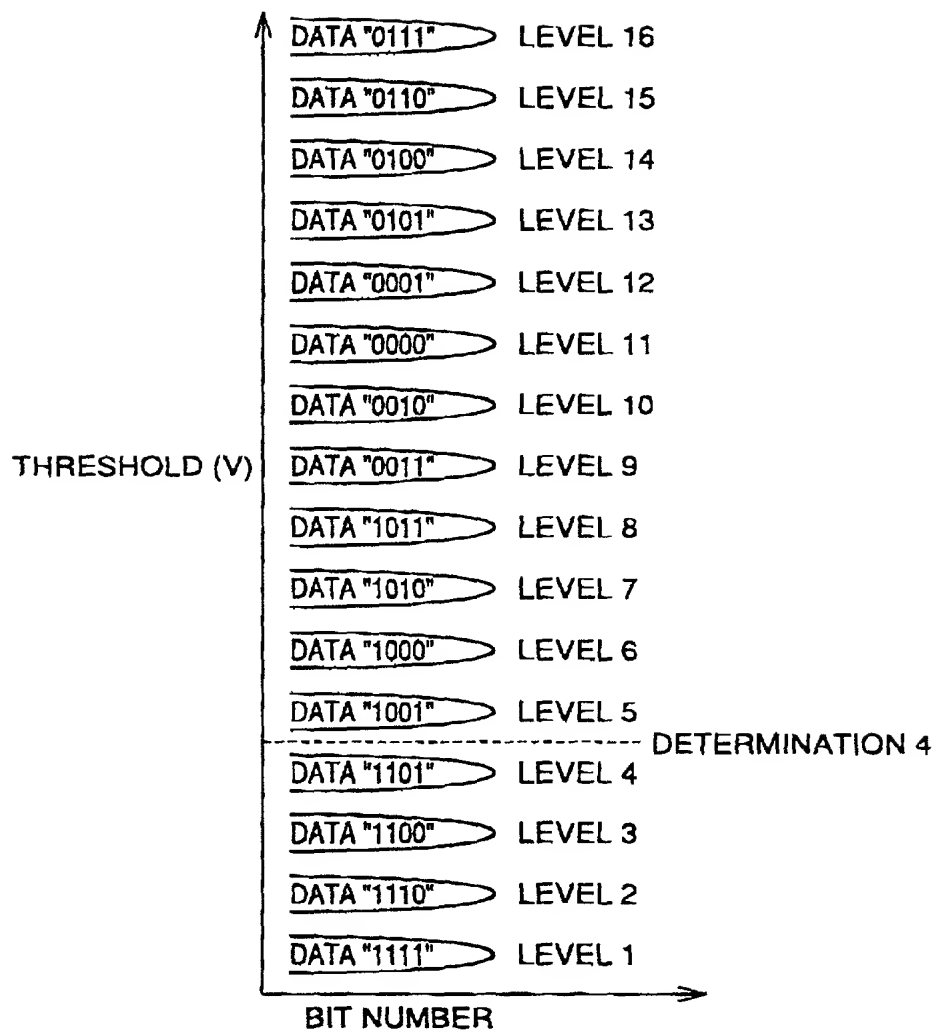 DATA "0111" LEVEL 16
DATA "0110" LEVEL 15
DATA "0100" LEVEL 14
DATA "0101" LEVEL 13
DATA "0001" LEVEL 12
DATA "0000" LEVEL 11
DATA "0010" LEVEL 10
THRESHOLD (V) DATA "0011" LEVEL 9
DATA "1011" LEVEL 8
DATA "1010" LEVEL 7
DATA "1000" LEVEL 6
DATA "1001" LEVEL 5
DETERMINATION 4
DATA "1101" LEVEL 4
DATA "1100" LEVEL 3
DATA "1110" LEVEL 2
DATA "1111" LEVEL 1
BIT NUMBER